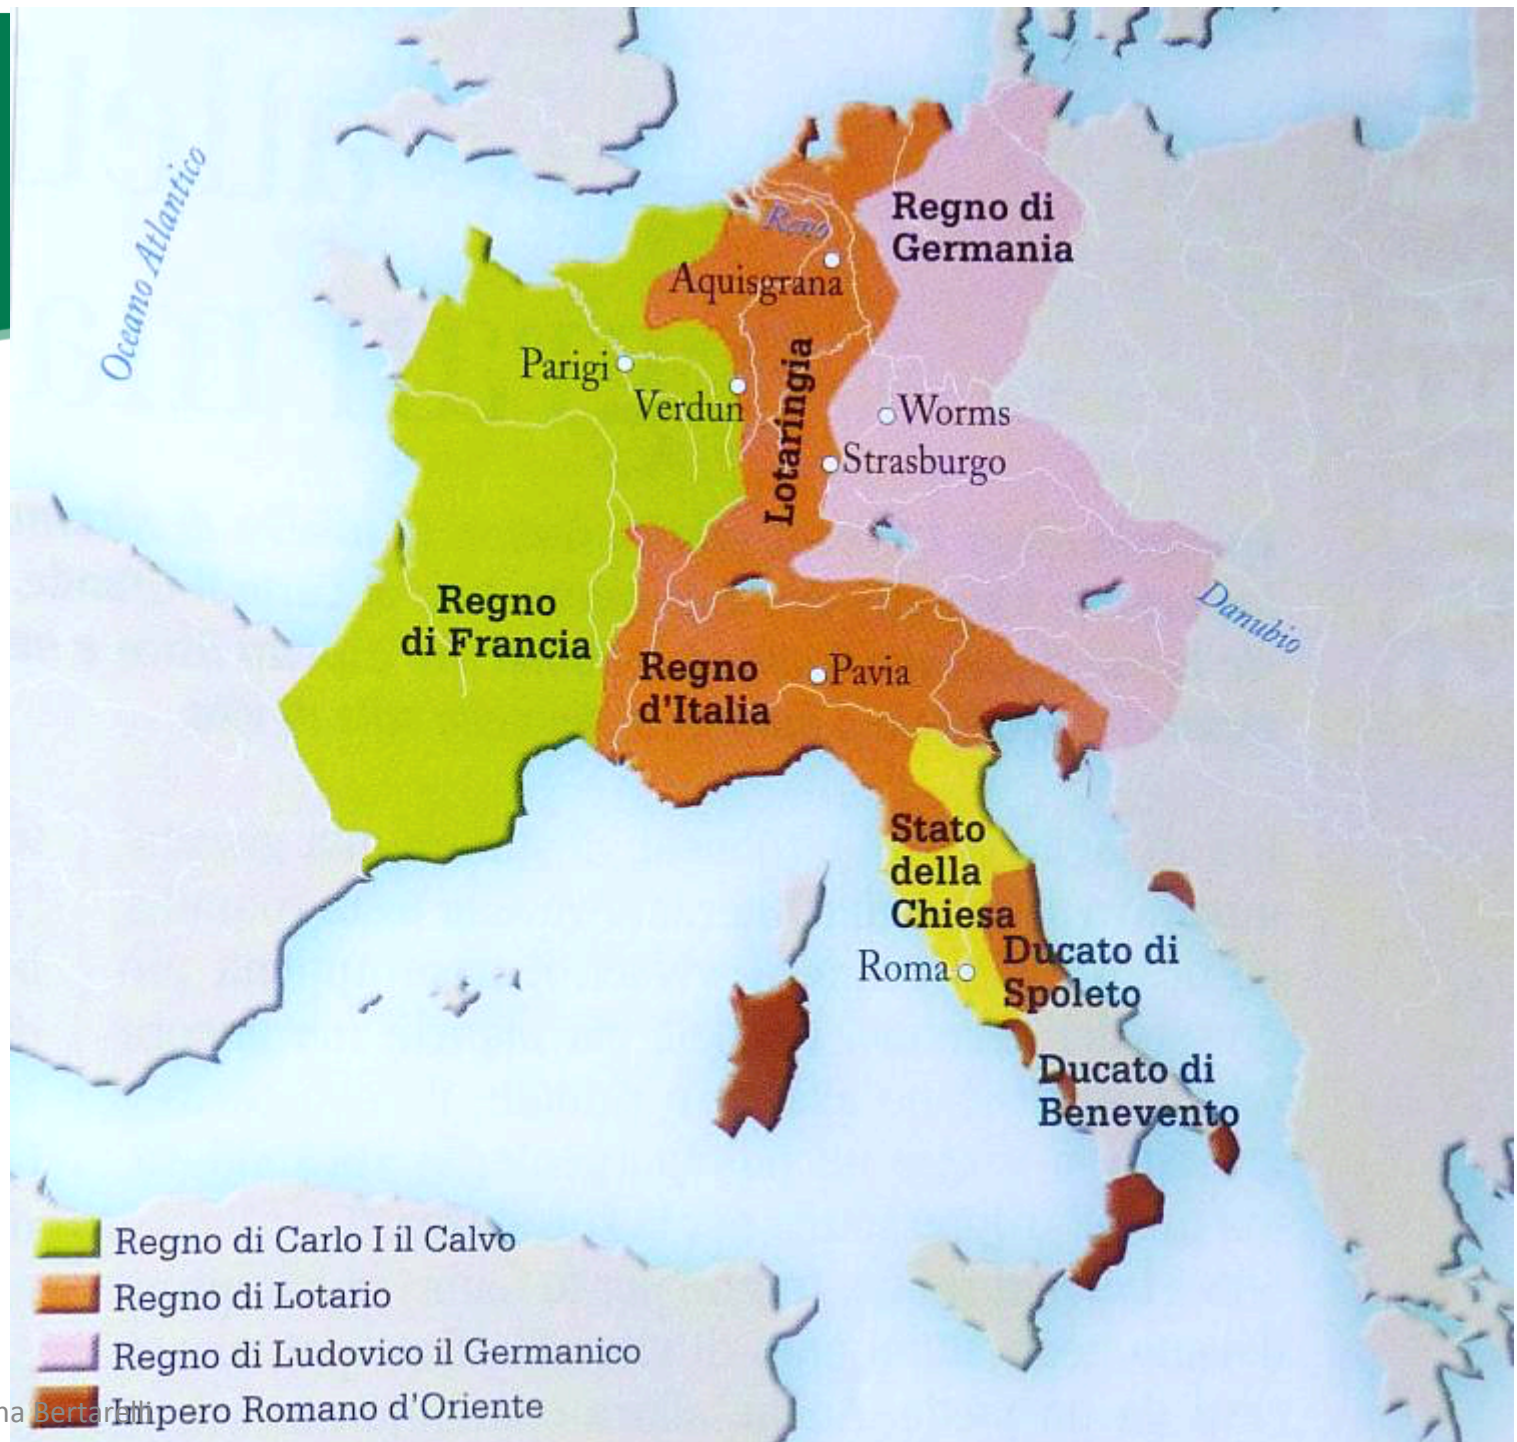 Oceano Atlantico
Reno
Regno di
Germania
Aquisgrana
Parigi
Verdun
Lotaringia
Worms
Strasburgo
Regno
di Francia
Danubio
Regno
d'Italia
Pavia
Stato
della
Chiesa
Roma
Ducato di
Spoleto
Ducato di
Benevento
Regno di Carlo I il Calvo
Regno di Lotario
Regno di Ludovico il Germanico
Impero Romano d'Oriente
na Bertarelli